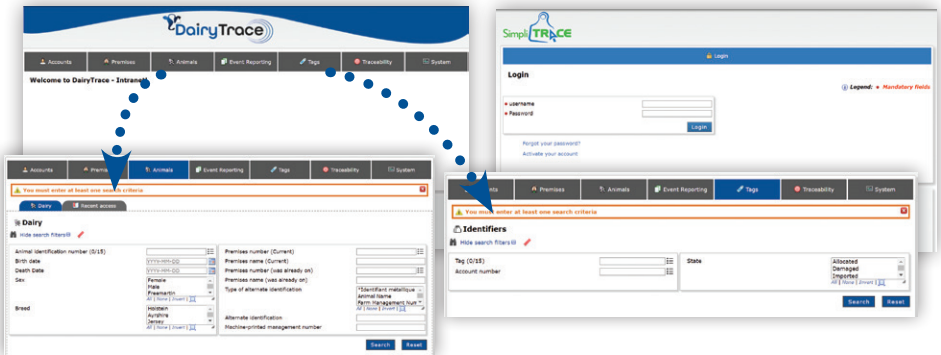 DairyTrace
Accounts Premises Animals Event Reporting Tags Traceability System
Welcome to DairyTrace - Intranet!
Simpli TRACE
Login
Login
Legend: Mandatory fields
username
Password
Login
Forgot your password?
Activate your account
Accounts Premises Animals Event Reporting Tags Traceability System
You must enter at least one search criteria
Dairy Recent access
Dairy
Hide search filters
Animal identification number (0/15)
Birth date YYYY-MM-DD
Death Date YYYY-MM-DD
Sex Female
Male
Freemartin
All | None | Invert |
Breed Holstein
Ayrshire
Jersey
All | None | Invert |
Premises number (Current)
Premises name (Current)
Premises number (was already on)
Premises name (was already on)
Type of alternate identification *Identifiant métallique
Animal Name
Farm Management Num
All | None | Invert |
Alternate identification
Machine-printed management number
Search Reset
Premises Animals Event Reporting Tags Traceability System
You must enter at least one search criteria
Identifiers
Hide search filters
Tag (0/15)
Account number
State Allocated
Damaged
Imported
All | None | Invert |
Search Reset